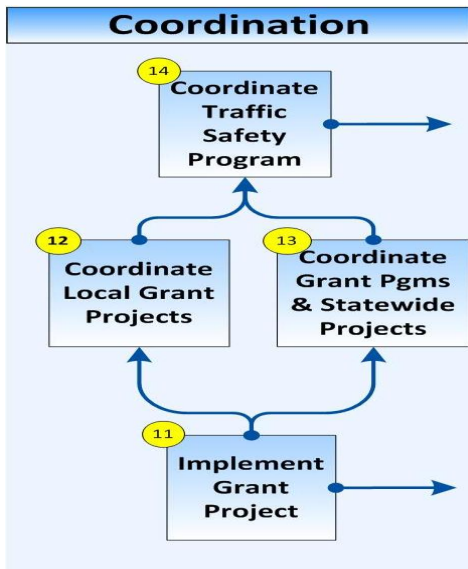 Coordination
14
Coordinate
Traffic
Safety
Program
12
Coordinate
Local Grant
Projects
13
Coordinate
Grant Pgms
& Statewide
Projects
11
Implement
Grant
Project